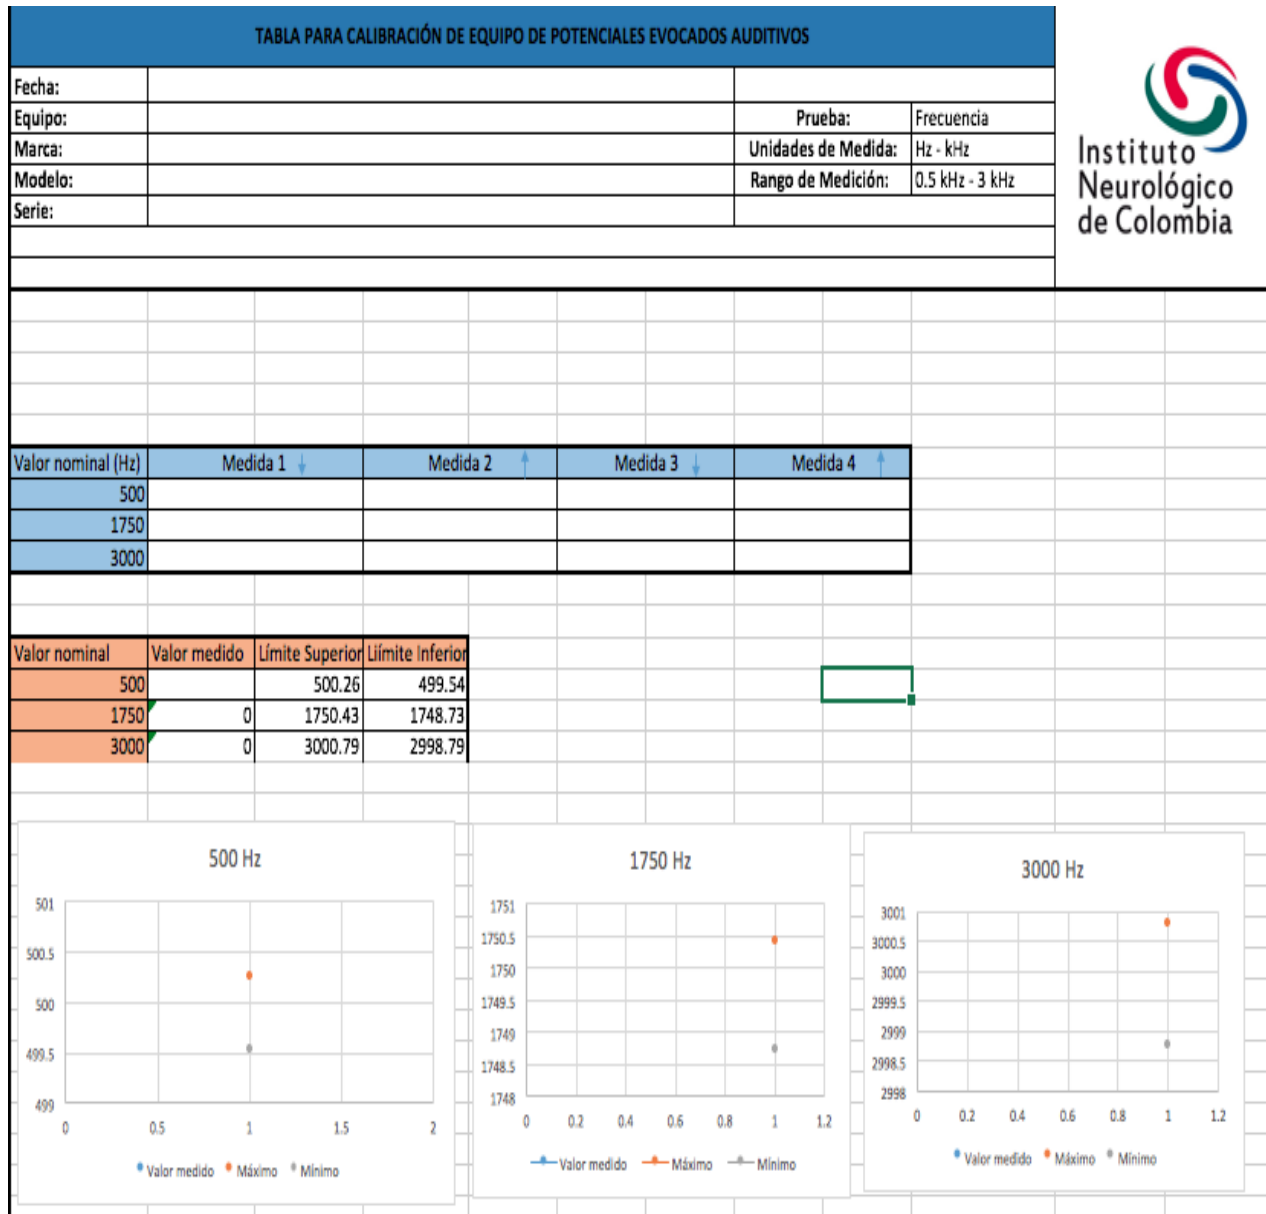 TABLA PARA CALIBRACIÓN DE EQUIPO DE POTENCIALES EVOCADOS AUDITIVOS
Fecha:
Equipo: Prueba: Frecuencia
Marca: Unidades de Medida: Hz - kHz
Modelo: Rango de Medición: 0.5 kHz - 3 kHz
Serie:
Instituto
Neurológico
de Colombia
Valor nominal (Hz) Medida 1 ↓ Medida 2 ↑ Medida 3 ↓ Medida 4 ↑
500
1750
3000
Valor nominal Valor medido Límite Superior Liímite Inferior
500 500.26 499.54
1750 0 1750.43 1748.73
3000 0 3000.79 2998.79
500 Hz
501
500.5
500
499.5
499
0 0.5 1 1.5 2
Valor medido Máximo Mínimo
1750 Hz
1751
1750.5
1750
1749.5
1749
1748.5
1748
0 0.2 0.4 0.6 0.8 1 1.2
Valor medido Máximo Mínimo
3000 Hz
3001
3000.5
3000
2999.5
2999
2998.5
2998
0 0.2 0.4 0.6 0.8 1 1.2
Valor medido Máximo Mínimo